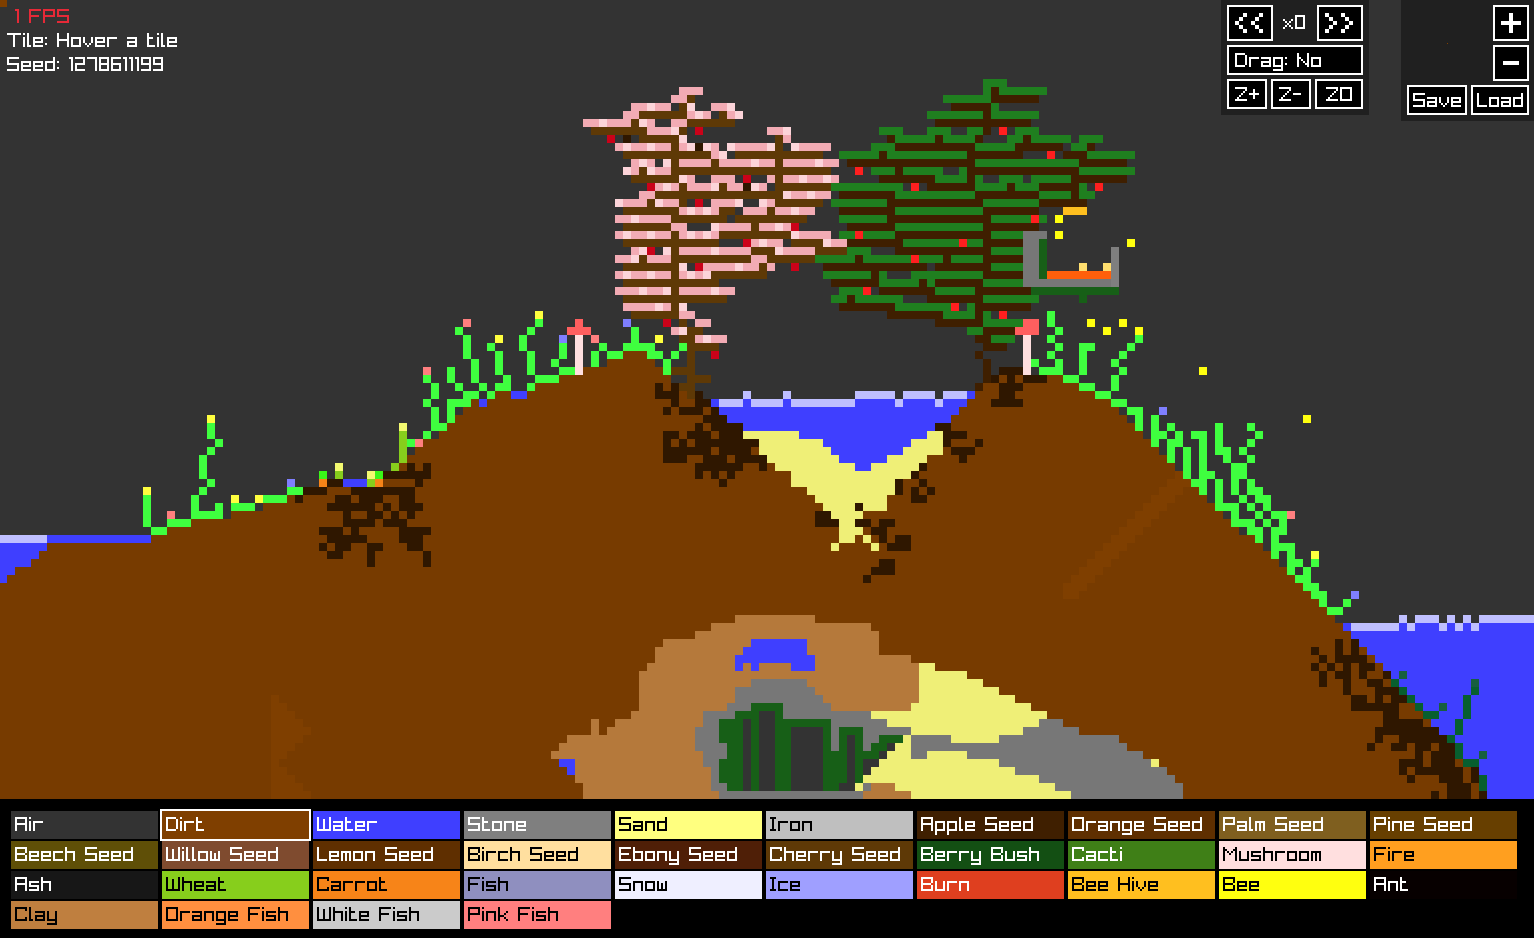 1 FPS
Tile: Hover a tile
Seed: 1278611199
<< x0 >>
Drag: No
Z+ Z- Z0
+
-
Save Load
Air Dirt Water Stone Sand Iron Apple Seed Orange Seed Palm Seed Pine Seed
Beech Seed Willow Seed Lemon Seed Birch Seed Ebony Seed Cherry Seed Berry Bush Cacti Mushroom Fire
Ash Wheat Carrot Fish Snow Ice Burn Bee Hive Bee Ant
Clay Orange Fish White Fish Pink Fish